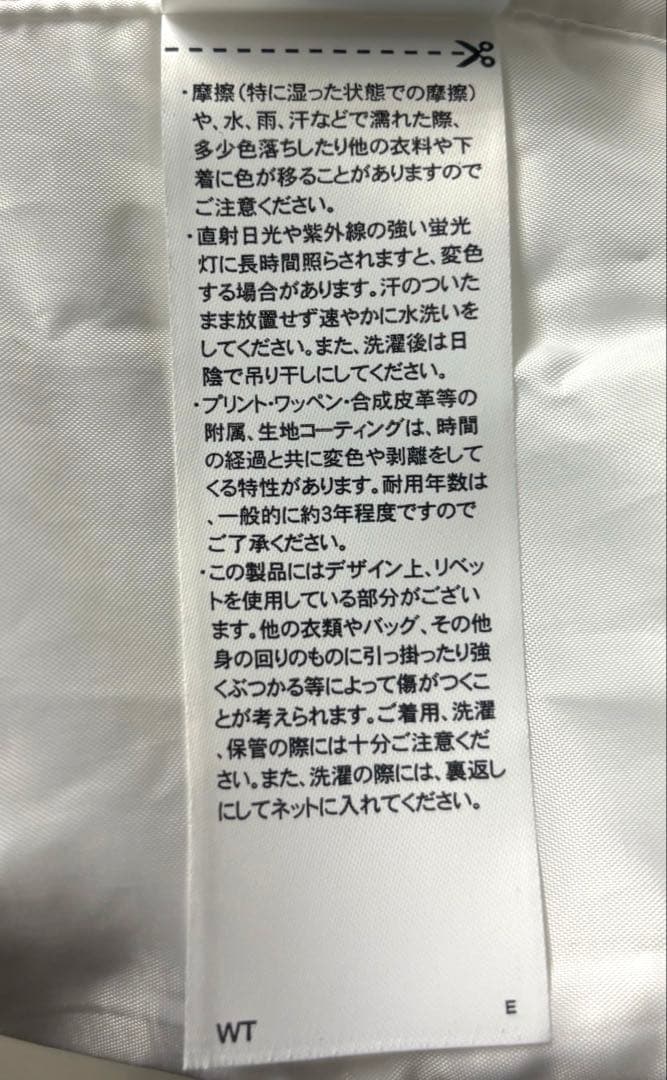 ・摩擦(特に湿った状態での摩擦)
や、水、雨、汗などで濡れた際、
多少色落ちしたり他の衣料や下
着に色が移ることがありますので
ご注意ください。
・直射日光や紫外線の強い蛍光
灯に長時間照らされますと、変色
する場合があります。汗のついた
まま放置せず速やかに水洗いを
してください。また、洗濯後は日
陰で吊り干しにしてください。
・プリント・ワッペン・合成皮革等の
附属、生地コーティングは、時間
の経過と共に変色や剥離をして
くる特性があります。耐用年数は
、一般的に約3年程度ですので
ご了承ください。
・この製品にはデザイン上、リベッ
トを使用している部分がござい
ます。他の衣類やバッグ、その他
身の回りのものに引っ掛ったり強
くぶつかる等によって傷がつくこ
とが考えられます。ご着用、洗濯
、保管の際には十分ご注意くだ
さい。また、洗濯の際には、裏返し
にしてネットに入れてください。
E
WT